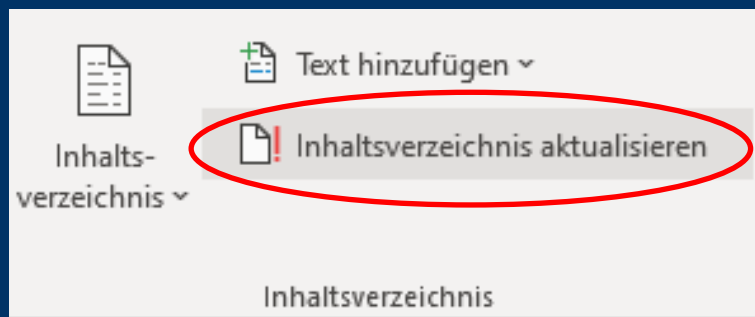 Text hinzufügen
Inhaltsverzeichnis aktualisieren
Inhalts-
verzeichnis
Inhaltsverzeichnis